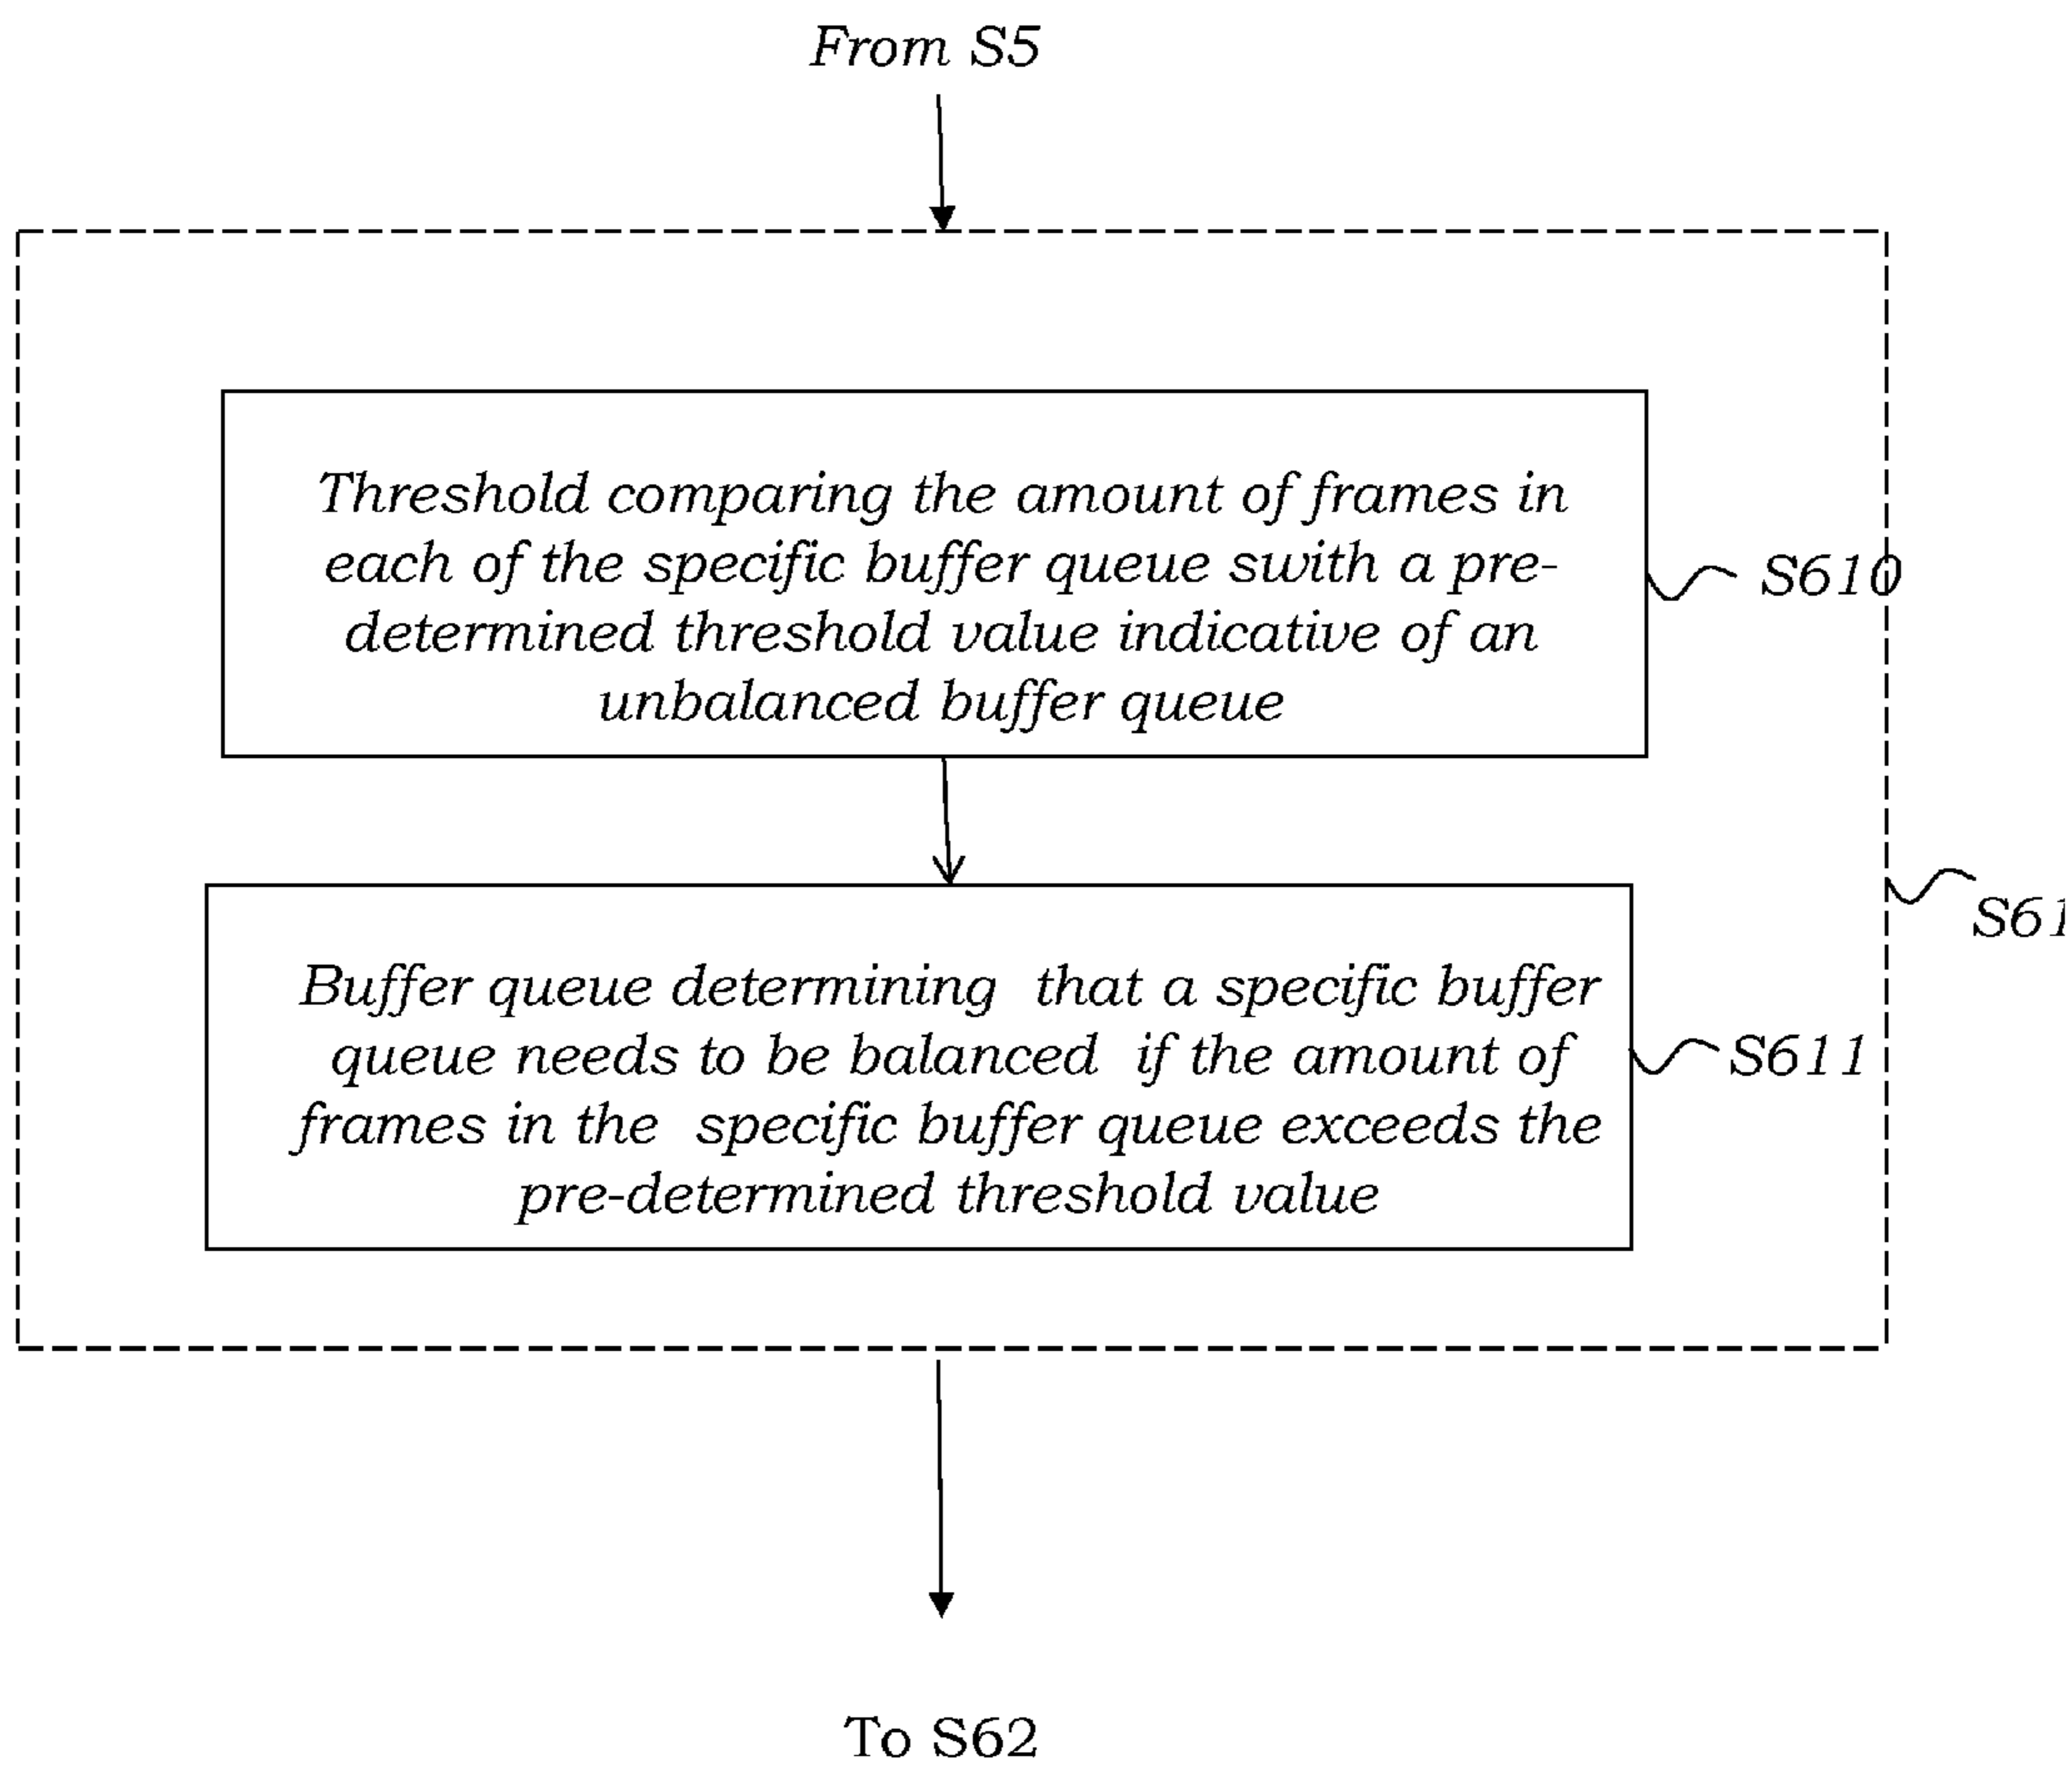 From S5
Threshold comparing the amount of frames in
each of the specific buffer queue swith a pre-
determined threshold value indicative of an
unbalanced buffer queue
S610
S61
Buffer queue determining that a specific buffer
queue needs to be balanced if the amount of
frames in the specific buffer queue exceeds the
pre-determined threshold value
S611
To S62